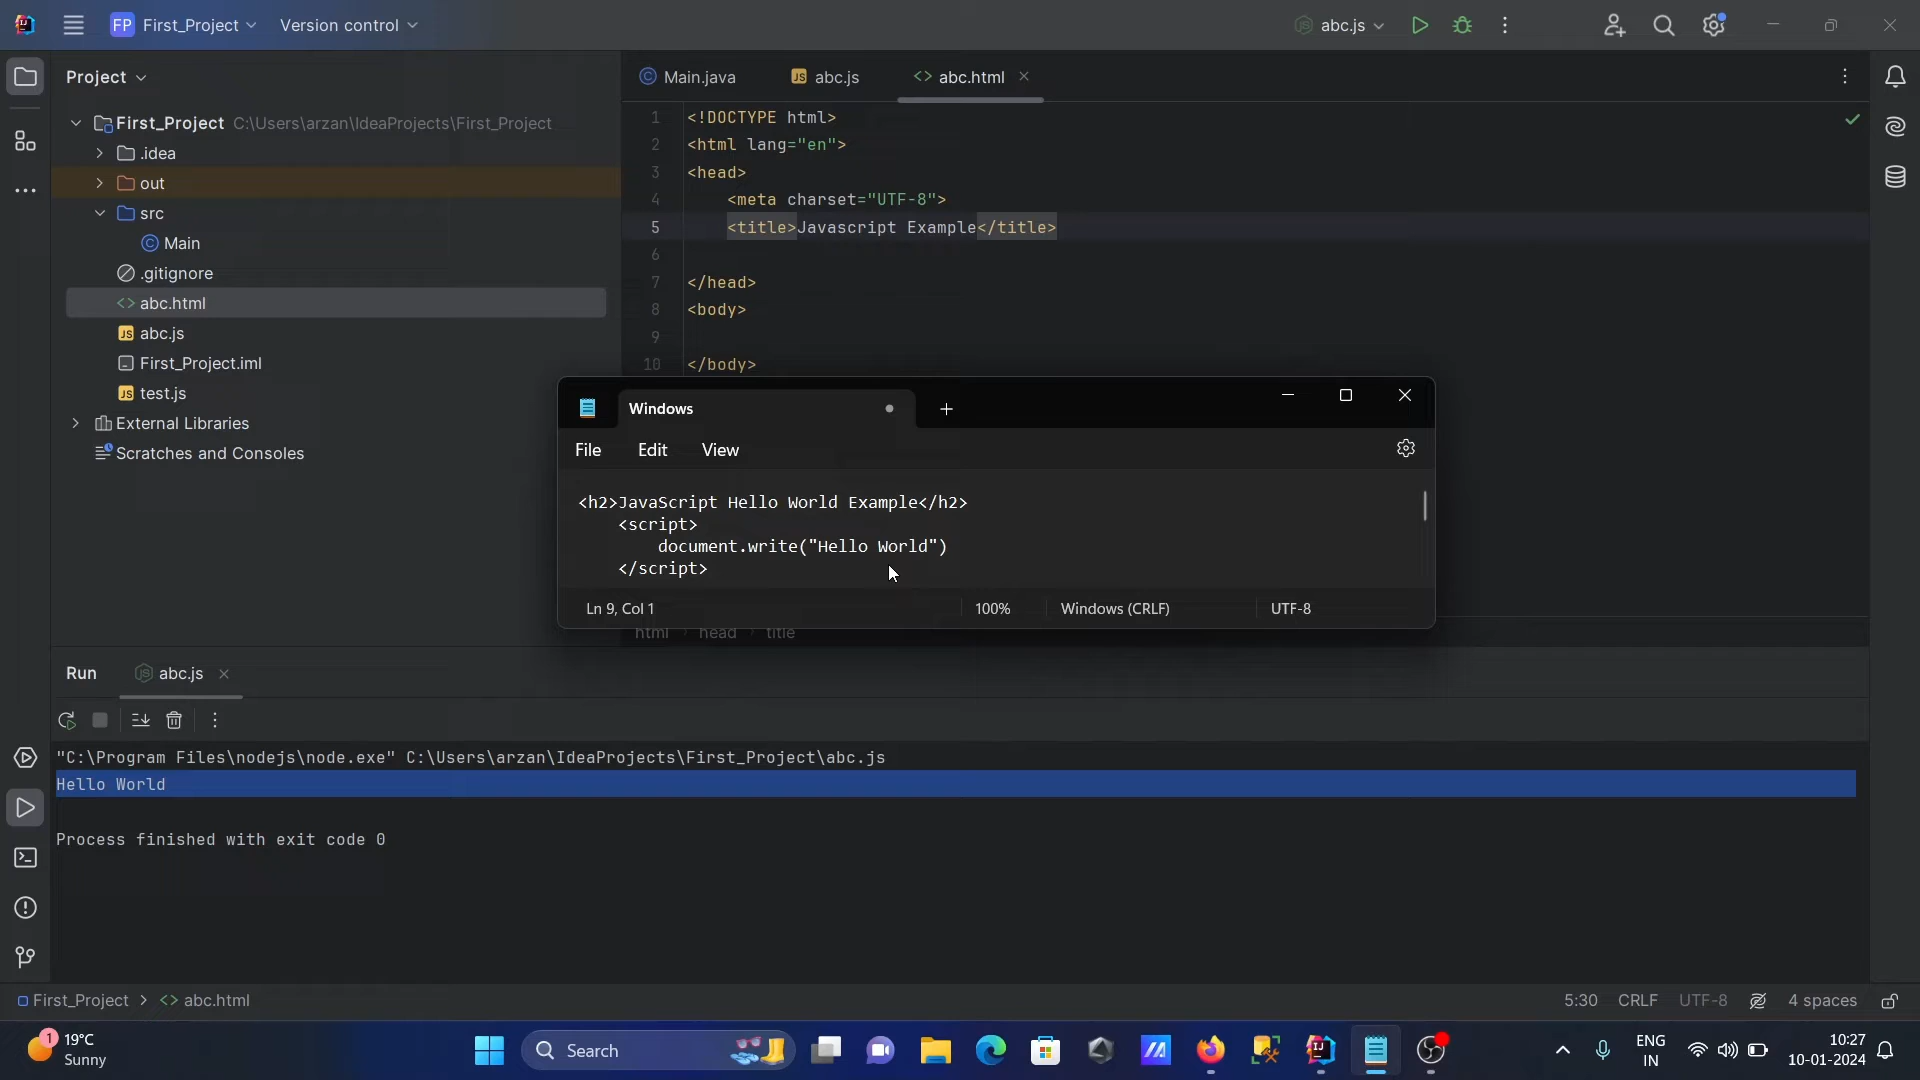 FP First_Project Version control abc.js
Project
First_Project C:\Users\arzan\IdeaProjects\First_Project
.idea
out
src
Main
.gitignore
abc.html
abc.js
First_Project.iml
test.js
External Libraries
Scratches and Consoles
Main.java abc.js abc.html
1 <!DOCTYPE html>
2 <html lang="en">
3 <head>
4 <meta charset="UTF-8">
5 <title>Javascript Example</title>
6
7 </head>
8 <body>
9
10 </body>
Windows
File Edit View
<h2>JavaScript Hello World Example</h2>
<script>
document.write("Hello World")
</script>
Ln 9, Col 1 100% Windows (CRLF) UTF-8
html head title
Run abc.js
"C:\Program Files\nodejs\node.exe" C:\Users\arzan\IdeaProjects\First_Project\abc.js
Hello World
Process finished with exit code 0
First_Project > abc.html 5:30 CRLF UTF-8 4 spaces
1 19°C
Sunny
Search
ENG
IN
10:27
10-01-2024